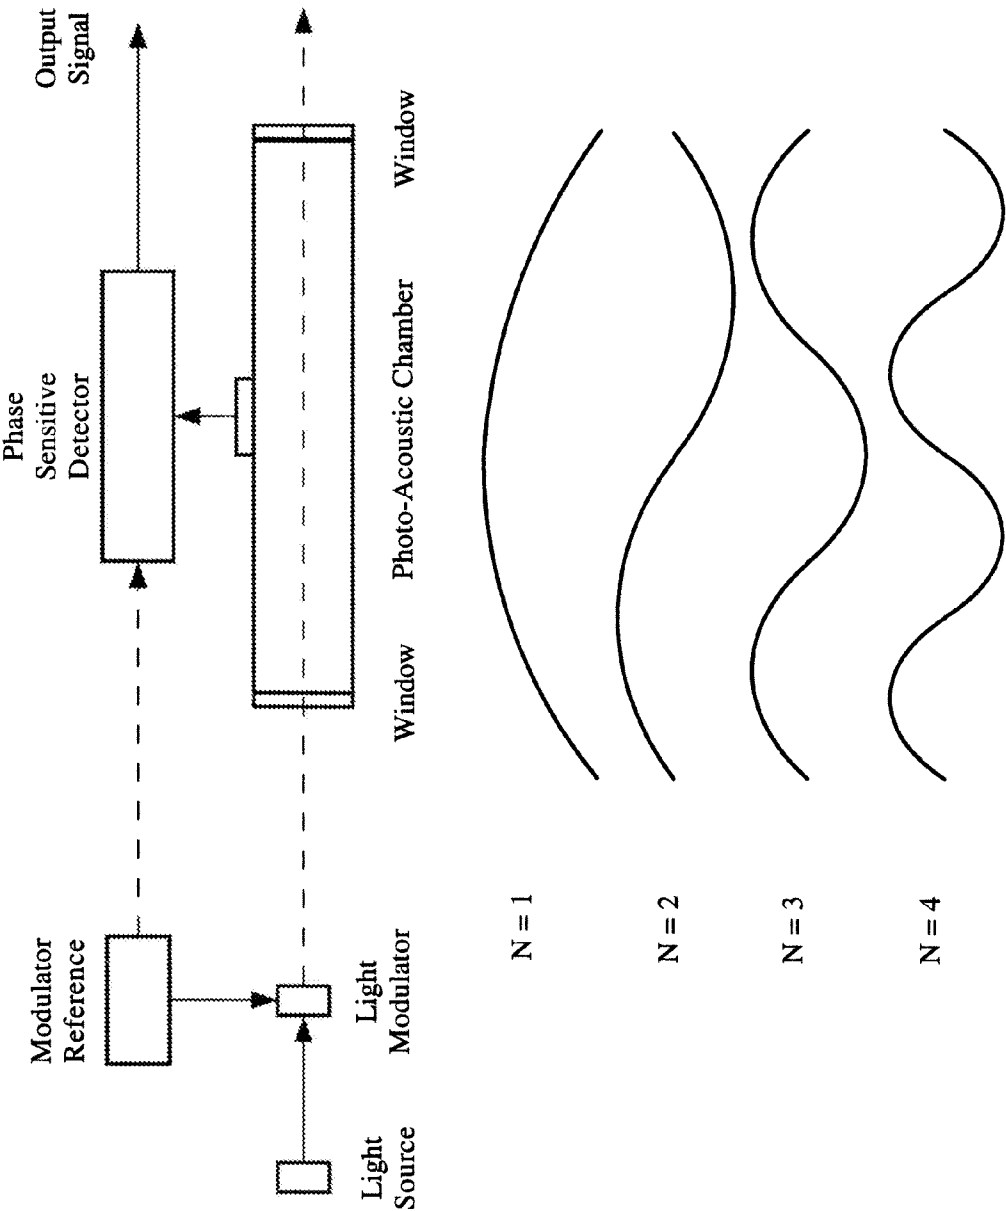 Output
Signal
Phase
Sensitive
Detector
Modulator
Reference
Light
Source
Light
Modulator
Window
Photo-Acoustic Chamber
Window
N = 1
N = 2
N = 3
N = 4